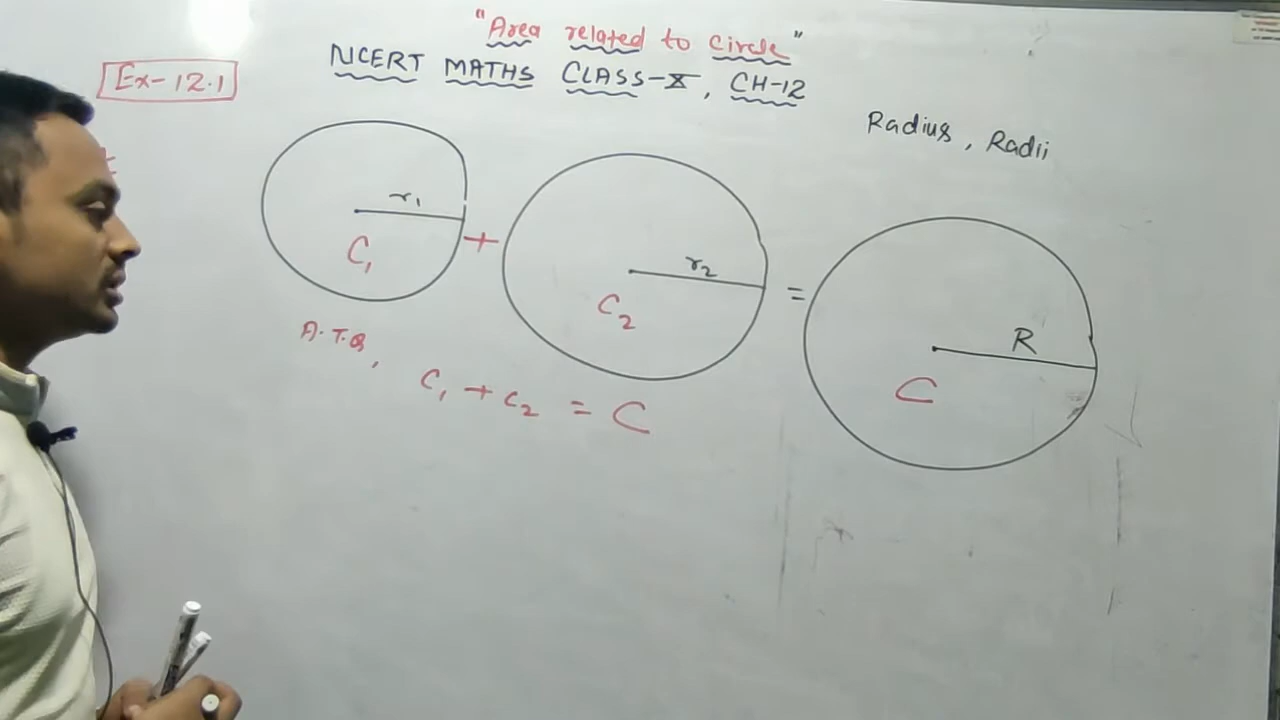 "Area related to Circle"
NCERT MATHS CLASS-X, CH-12
Ex-12.1
Radius, Radii
r₁
C₁
+
r₂
C₂
=
R
C
A.T.Q,
C₁ + C₂ = C